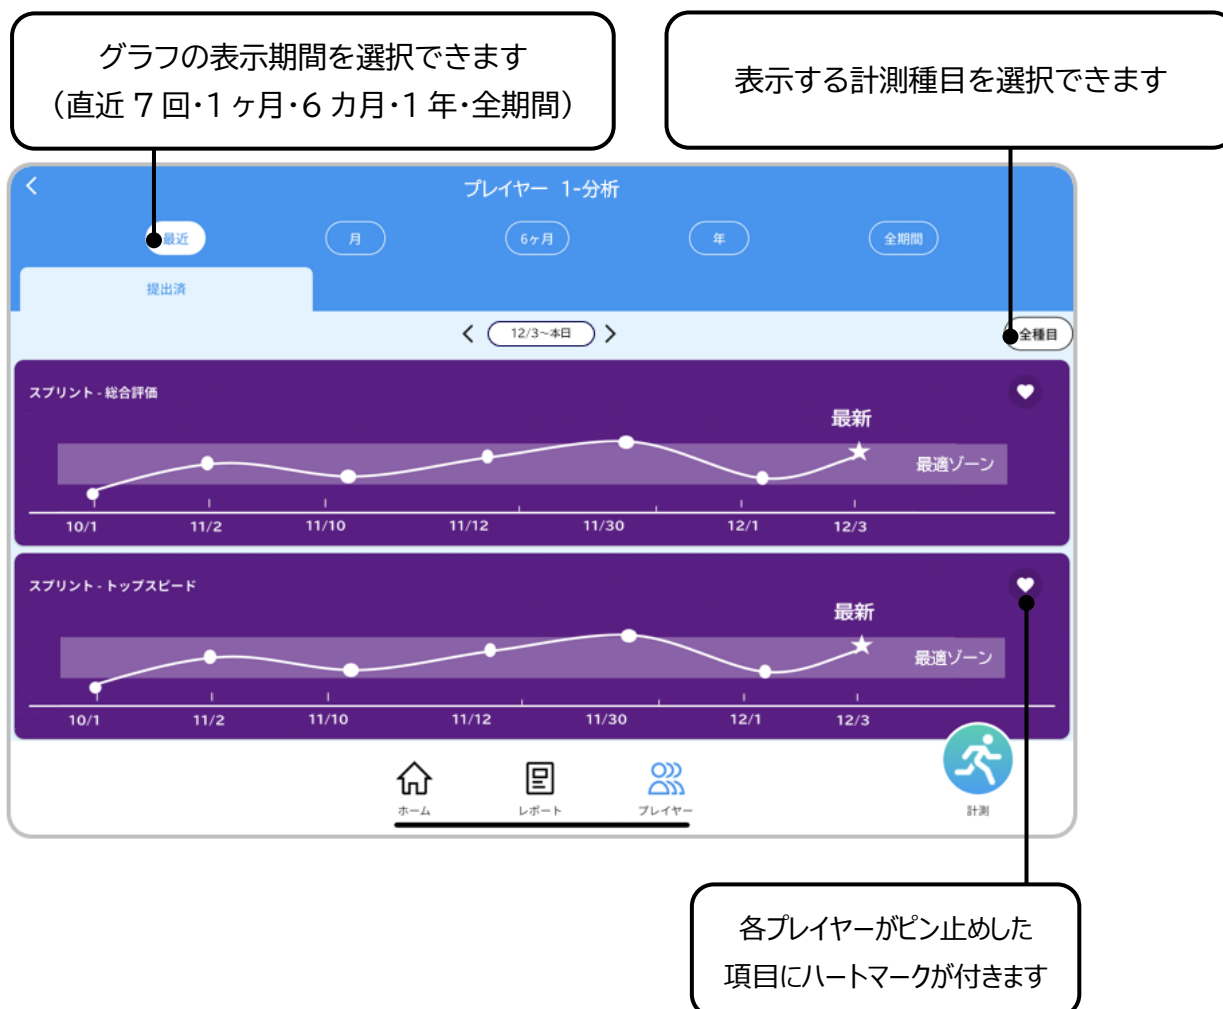 グラフの表示期間を選択できます
（直近７回・１ヶ月・６カ月・１年・全期間）
表示する計測種目を選択できます
プレイヤー 1-分析
最近
月
6ヶ月
年
全期間
提出済
12/3~本日
全種目
スプリント - 総合評価
最新
最適ゾーン
10/1 11/2 11/10 11/12 11/30 12/1 12/3
スプリント - トップスピード
最新
最適ゾーン
10/1 11/2 11/10 11/12 11/30 12/1 12/3
ホーム
レポート
プレイヤー
計測
各プレイヤーがピン止めした
項目にハートマークが付きます